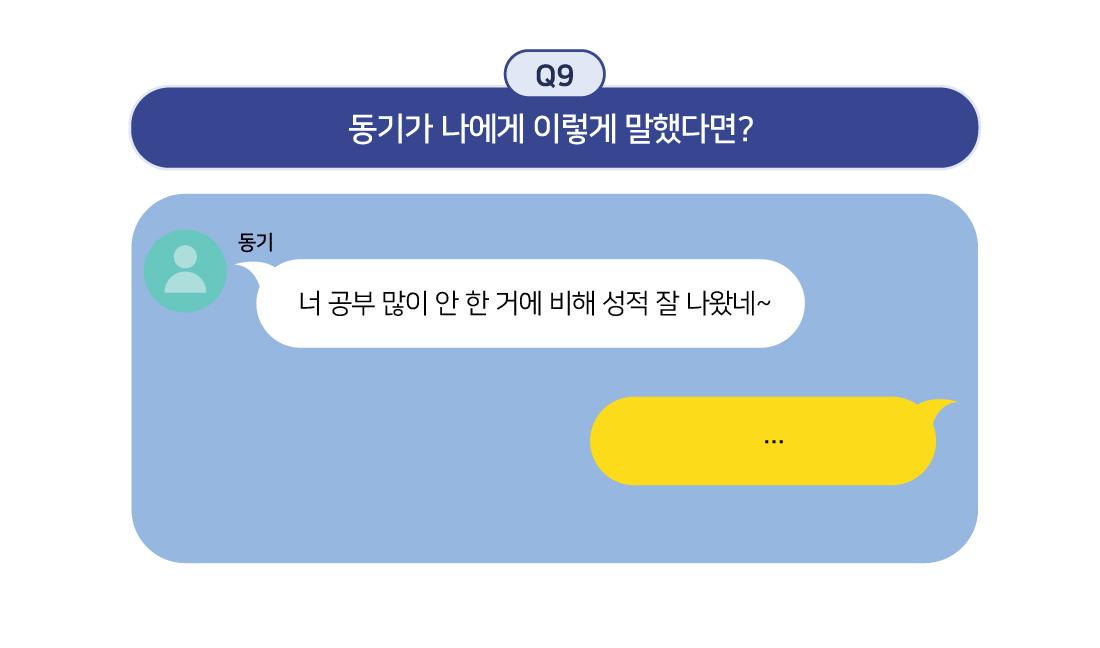 Q9
동기가 나에게 이렇게 말했다면?
동기
너 공부 많이 안 한 거에 비해 성적 잘 나왔네~
...